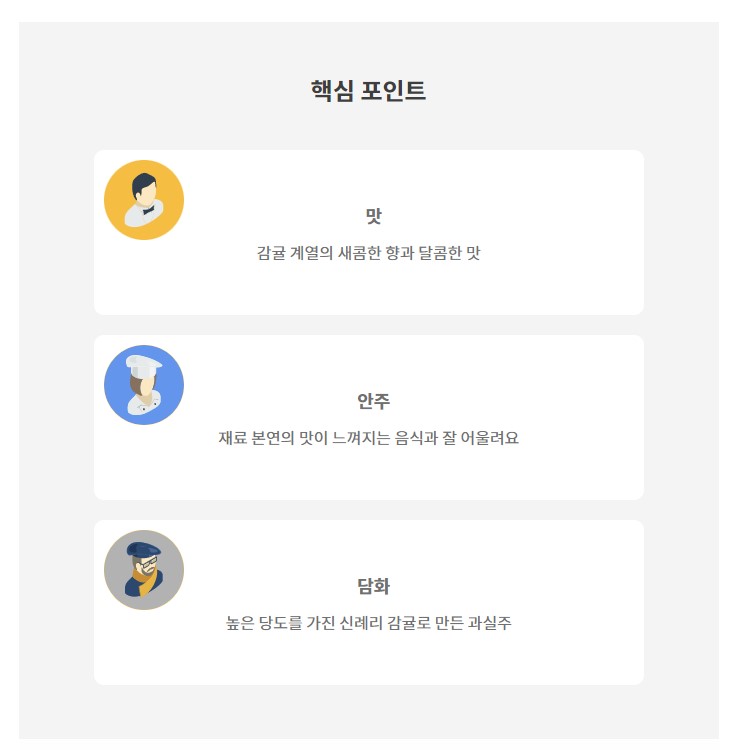 핵심 포인트
맛
감귤 계열의 새콤한 향과 달콤한 맛
안주
재료 본연의 맛이 느껴지는 음식과 잘 어울려요
담화
높은 당도를 가진 신례리 감귤로 만든 과실주